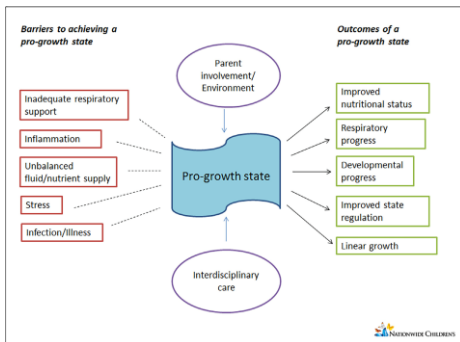 Barriers to achieving a
pro-growth state
Inadequate respiratory
support
Inflammation
Unbalanced
fluid/nutrient supply
Stress
Infection/Illness
Parent
involvement/
Environment
Pro-growth state
Interdisciplinary
care
Outcomes of a
pro-growth state
Improved
nutritional status
Respiratory
progress
Developmental
progress
Improved state
regulation
Linear growth
NATIONWIDE CHILDREN'S